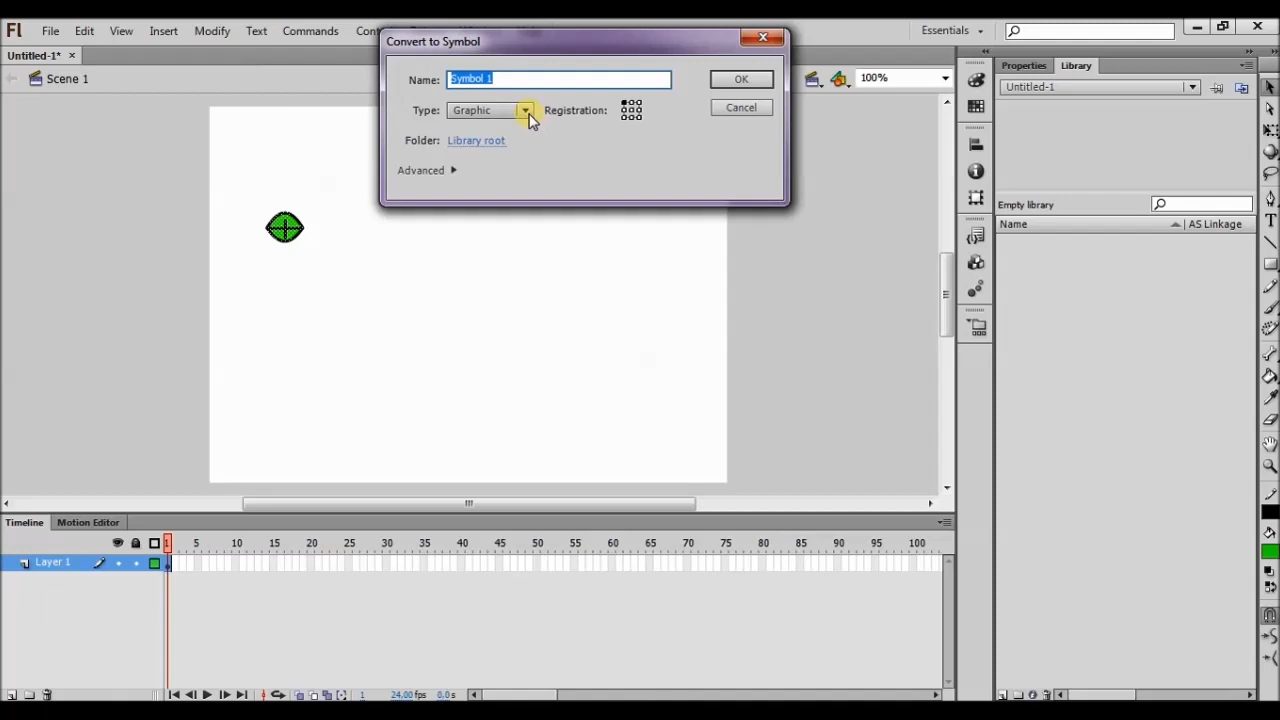 Fl File Edit View Insert Modify Text Commands
Essentials
Convert to Symbol
Untitled-1* ×
Scene 1
100%
Name: Symbol 1
OK
Type: Graphic
Registration:
Cancel
Folder: Library root
Advanced
Properties Library
Untitled-1
Empty library
Name AS Linkage
Timeline Motion Editor
1 5 10 15 20 25 30 35 40 45 50 55 60 65 70 75 80 85 90 95 100
Layer 1
1 24.00 fps 0.0 s